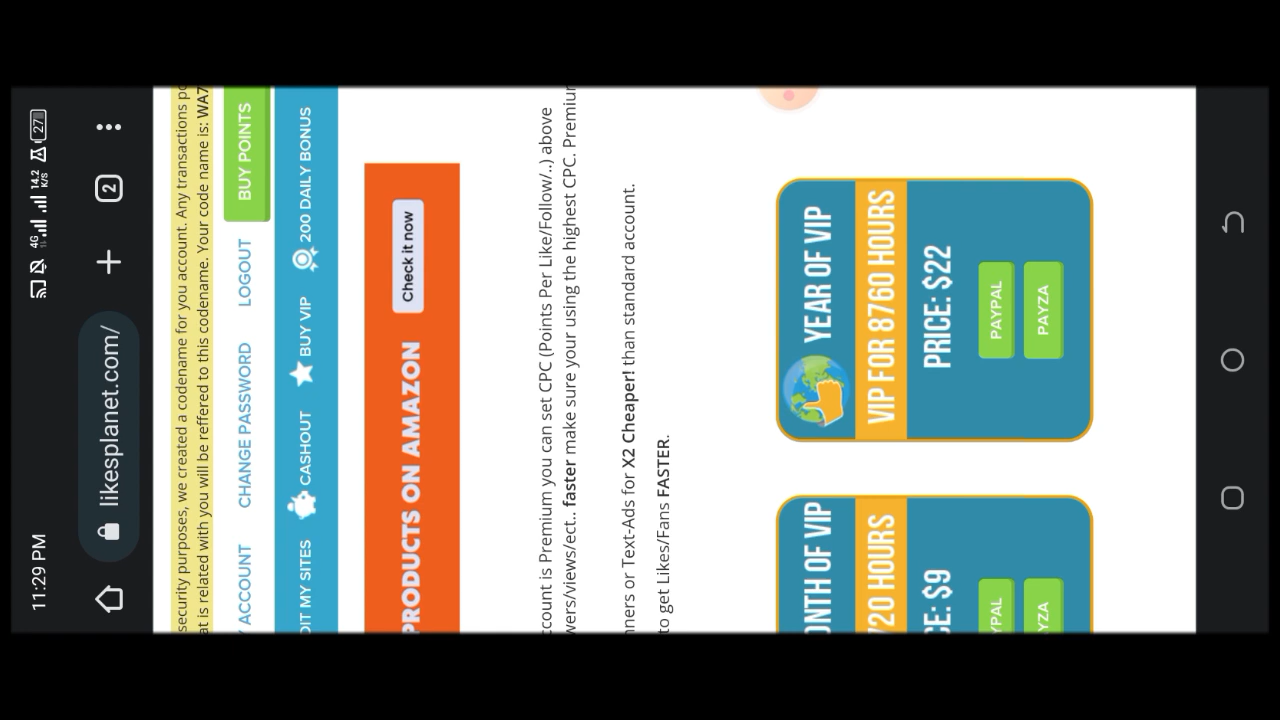 11:29 PM
4G 14.2 K/s 27
likesplanet.com/
2
security purposes, we created a codename for you account. Any transactions
at is related with you will be reffered to this codename. Your code name is: WA7
ACCOUNT CHANGE PASSWORD LOGOUT BUY POINTS
DIT MY SITES CASHOUT BUY VIP 200 DAILY BONUS
PRODUCTS ON AMAZON Check it now
ccount is Premium you can set CPC (Points Per Like/Follow/..) above
wers/views/ect.. faster make sure your using the highest CPC. Premium
nners or Text-Ads for X2 Cheaper! than standard account.
to get Likes/Fans FASTER.
ONTH OF VIP
720 HOURS
CE: $9
YPAL
YZA
YEAR OF VIP
VIP FOR 8760 HOURS
PRICE: $22
PAYPAL
PAYZA